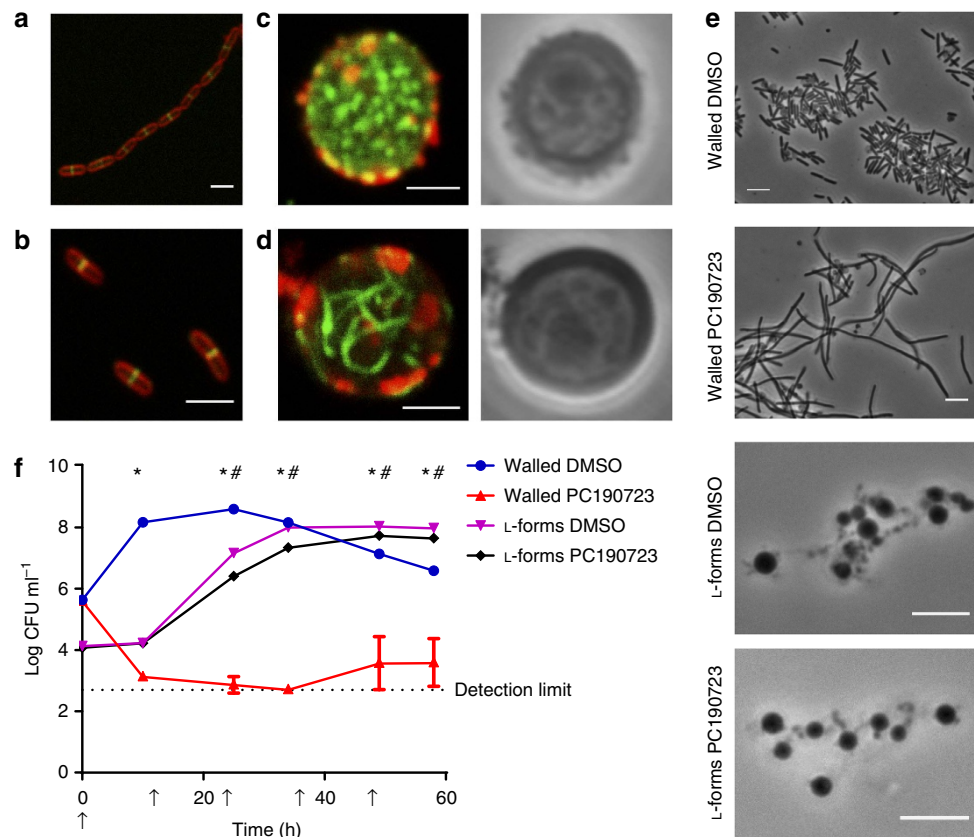 a
c
e
Walled DMSO
b
d
Walled PC190723
f
10
8
6
4
2
0
Log CFU ml⁻¹
*
* #
* #
* #
* #
Walled DMSO
Walled PC190723
L-forms DMSO
L-forms PC190723
Detection limit
0
20
40
60
↑ ↑ ↑ ↑ ↑
Time (h)
L-forms DMSO
L-forms PC190723